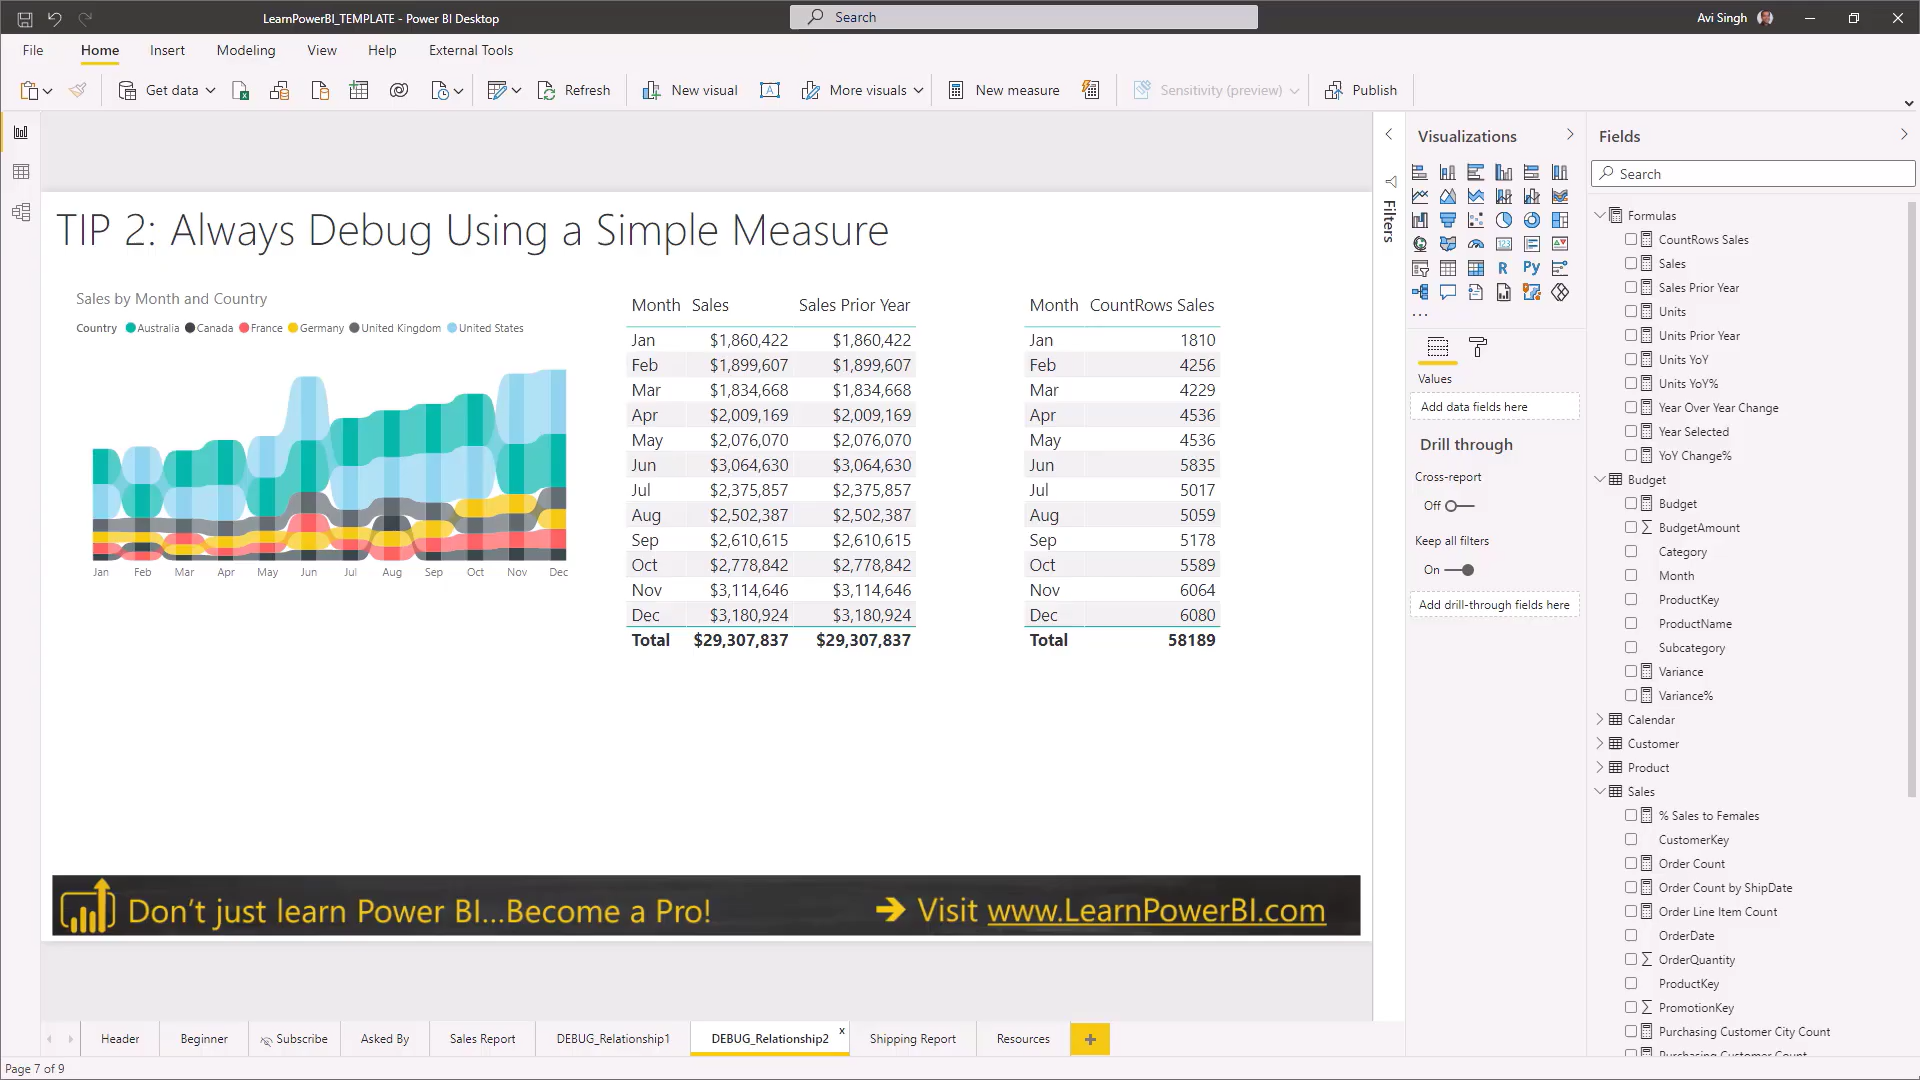 LearnPowerBI_TEMPLATE - Power BI Desktop
Search
Avi Singh
File
Home
Insert
Modeling
View
Help
External Tools
Get data
Refresh
New visual
More visuals
New measure
Sensitivity (preview)
Publish
TIP 2: Always Debug Using a Simple Measure
Sales by Month and Country
Country Australia Canada France Germany United Kingdom United States
Jan Feb Mar Apr May Jun Jul Aug Sep Oct Nov Dec
Month Sales Sales Prior Year
Jan $1,860,422 $1,860,422
Feb $1,899,607 $1,899,607
Mar $1,834,668 $1,834,668
Apr $2,009,169 $2,009,169
May $2,076,070 $2,076,070
Jun $3,064,630 $3,064,630
Jul $2,375,857 $2,375,857
Aug $2,502,387 $2,502,387
Sep $2,610,615 $2,610,615
Oct $2,778,842 $2,778,842
Nov $3,114,646 $3,114,646
Dec $3,180,924 $3,180,924
Total $29,307,837 $29,307,837
Month CountRows Sales
Jan 1810
Feb 4256
Mar 4229
Apr 4536
May 4536
Jun 5835
Jul 5017
Aug 5059
Sep 5178
Oct 5589
Nov 6064
Dec 6080
Total 58189
Don't just learn Power BI...Become a Pro!
Visit www.LearnPowerBI.com
Filters
Visualizations
R
Py
123
...
Values
Add data fields here
Drill through
Cross-report
Off
Keep all filters
On
Add drill-through fields here
Fields
Search
Formulas
CountRows Sales
Sales
Sales Prior Year
Units
Units Prior Year
Units YoY
Units YoY%
Year Over Year Change
Year Selected
YoY Change%
Budget
Budget
BudgetAmount
Category
Month
ProductKey
ProductName
Subcategory
Variance
Variance%
Calendar
Customer
Product
Sales
% Sales to Females
CustomerKey
Order Count
Order Count by ShipDate
Order Line Item Count
OrderDate
OrderQuantity
ProductKey
PromotionKey
Purchasing Customer City Count
Purchasing Customer Count
Header
Beginner
Subscribe
Asked By
Sales Report
DEBUG_Relationship1
DEBUG_Relationship2
x
Shipping Report
Resources
+
Page 7 of 9